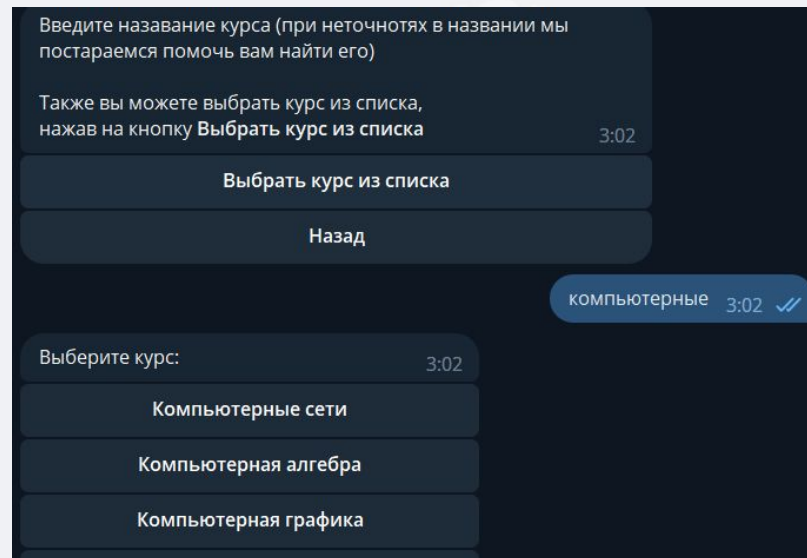 Введите назавание курса (при неточнотях в названии мы
постараемся помочь вам найти его)
Также вы можете выбрать курс из списка,
нажав на кнопку Выбрать курс из списка
3:02
Выбрать курс из списка
Назад
компьютерные 3:02
Выберите курс:
3:02
Компьютерные сети
Компьютерная алгебра
Компьютерная графика